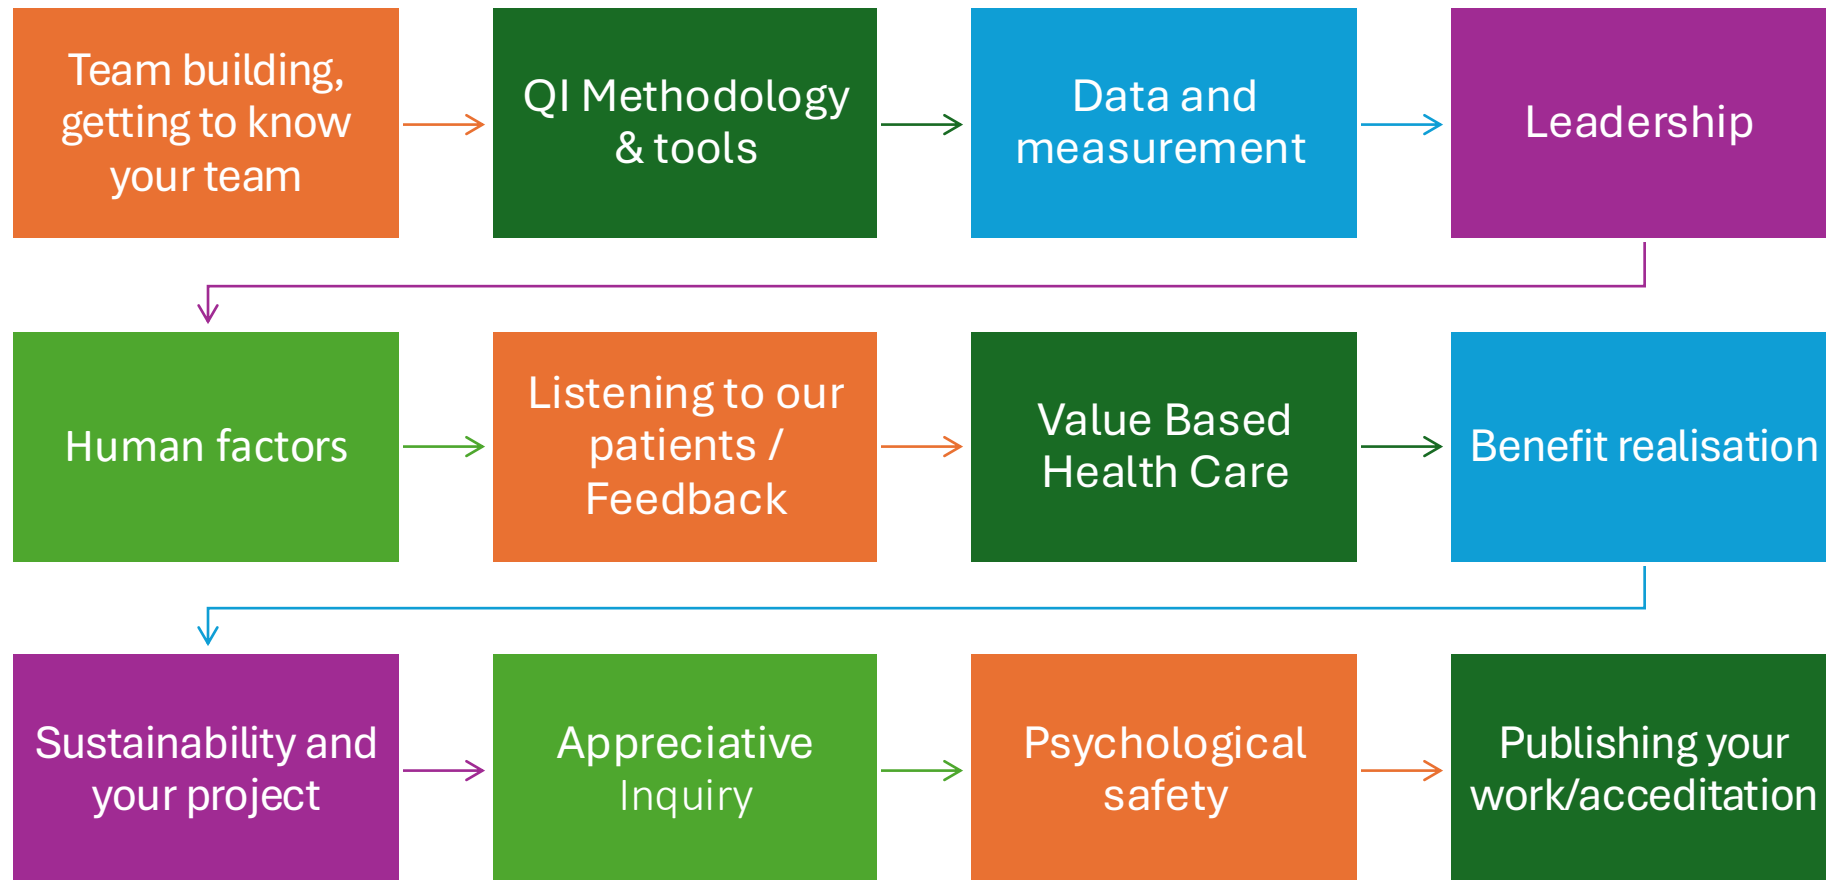 Team building,
getting to know
your team
QI Methodology
& tools
Data and
measurement
Leadership
Human factors
Listening to our
patients /
Feedback
Value Based
Health Care
Benefit realisation
Sustainability and
your project
Appreciative
Inquiry
Psychological
safety
Publishing your
work/acceditation